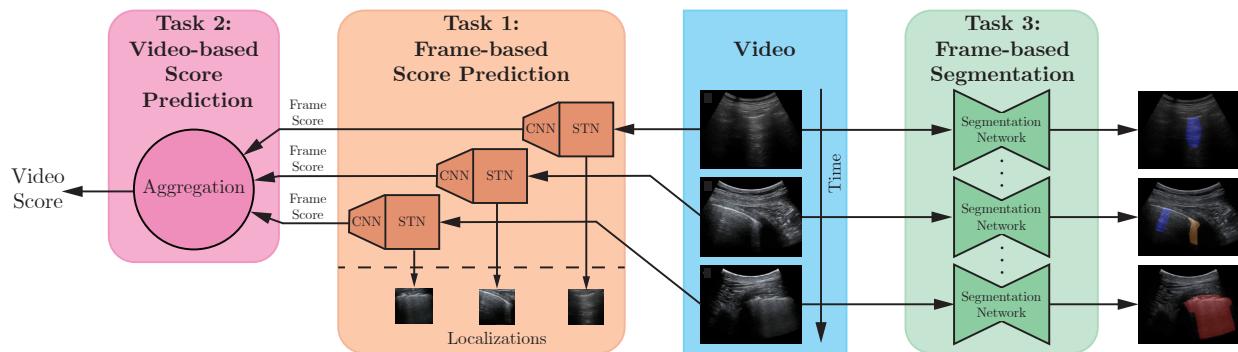 Task 2:
Video-based
Score
Prediction
Task 1:
Frame-based
Score Prediction
Video
Task 3:
Frame-based
Segmentation
Frame
Score
CNN
STN
Frame
Score
CNN
STN
Frame
Score
CNN
STN
Video
Score
Aggregation
Localizations
Time
Segmentation
Network
Segmentation
Network
Segmentation
Network